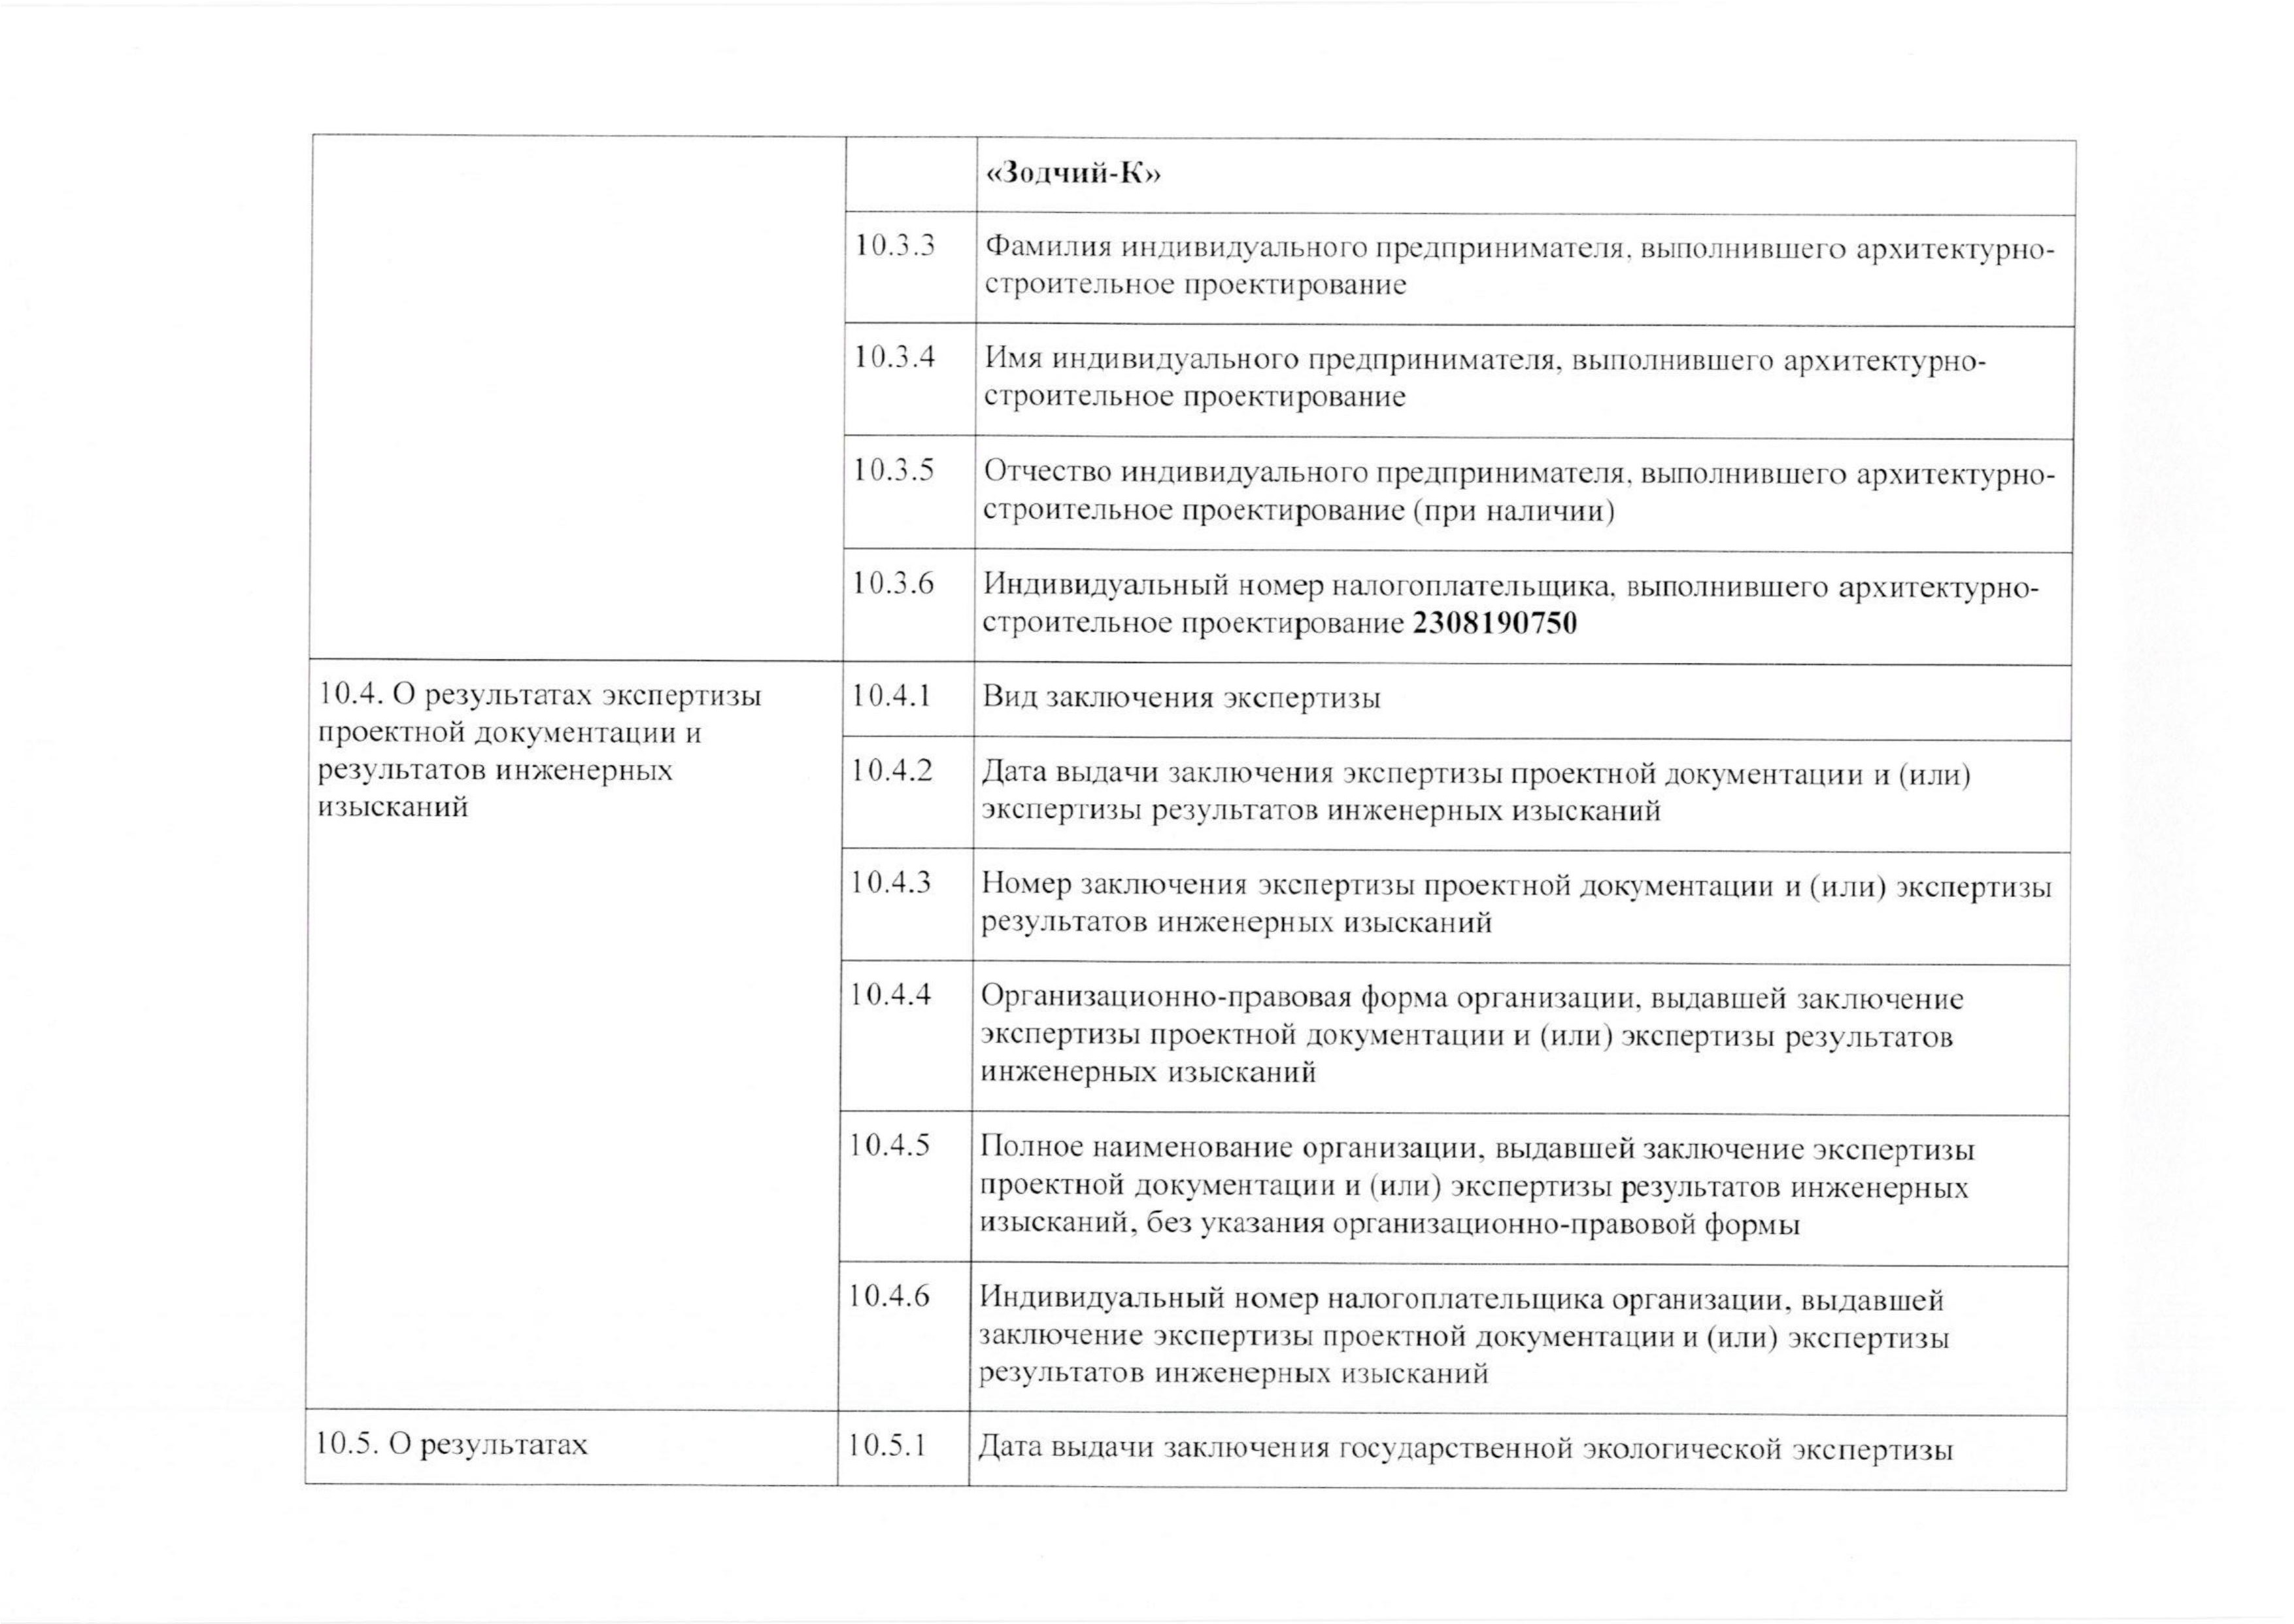 «Зодчий-К»
10.3.3 Фамилия индивидуального предпринимателя, выполнившего архитектурно-
строительное проектирование
10.3.4 Имя индивидуального предпринимателя, выполнившего архитектурно-
строительное проектирование
10.3.5 Отчество индивидуального предпринимателя, выполнившего архитектурно-
строительное проектирование (при наличии)
10.3.6 Индивидуальный номер налогоплательщика, выполнившего архитектурно-
строительное проектирование 2308190750
10.4. О результатах экспертизы
проектной документации и
результатов инженерных
изысканий
10.4.1 Вид заключения экспертизы
10.4.2 Дата выдачи заключения экспертизы проектной документации и (или)
экспертизы результатов инженерных изысканий
10.4.3 Номер заключения экспертизы проектной документации и (или) экспертизы
результатов инженерных изысканий
10.4.4 Организационно-правовая форма организации, выдавшей заключение
экспертизы проектной документации и (или) экспертизы результатов
инженерных изысканий
10.4.5 Полное наименование организации, выдавшей заключение экспертизы
проектной документации и (или) экспертизы результатов инженерных
изысканий, без указания организационно-правовой формы
10.4.6 Индивидуальный номер налогоплательщика организации, выдавшей
заключение экспертизы проектной документации и (или) экспертизы
результатов инженерных изысканий
10.5. О результатах
10.5.1 Дата выдачи заключения государственной экологической экспертизы